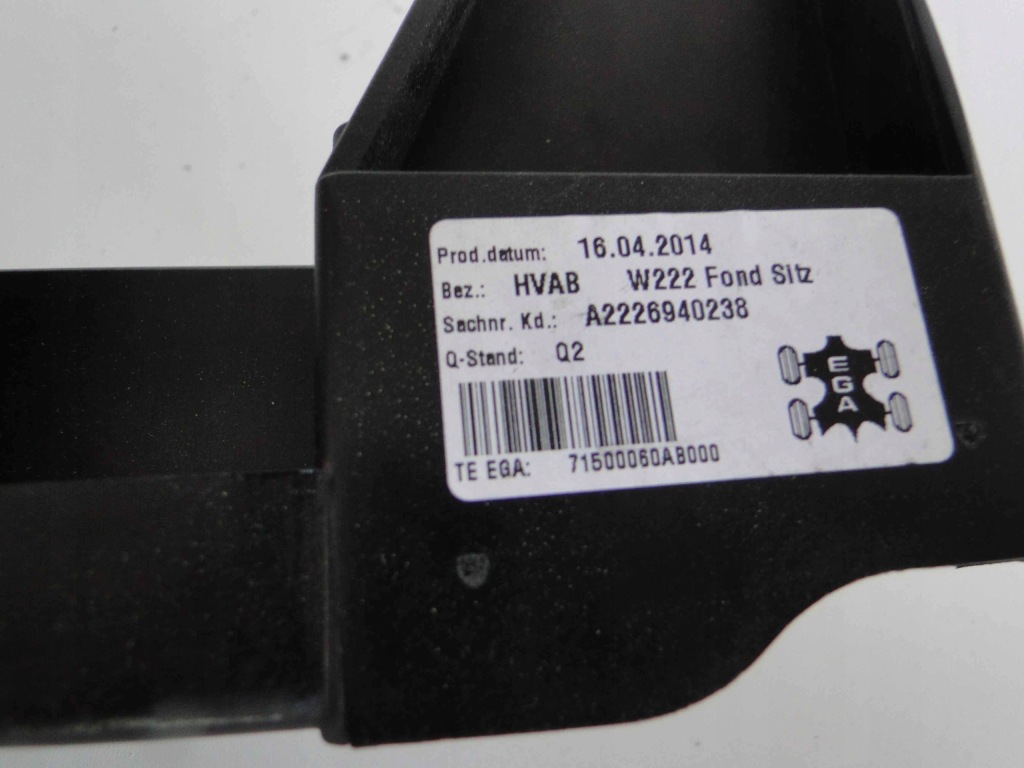 Prod.datum: 16.04.2014
Bez.: HVAB W222 Fond Sitz
Sachnr. Kd.: A2226940238
Q-Stand: Q2
EGA
TE EGA: 71500060AB000